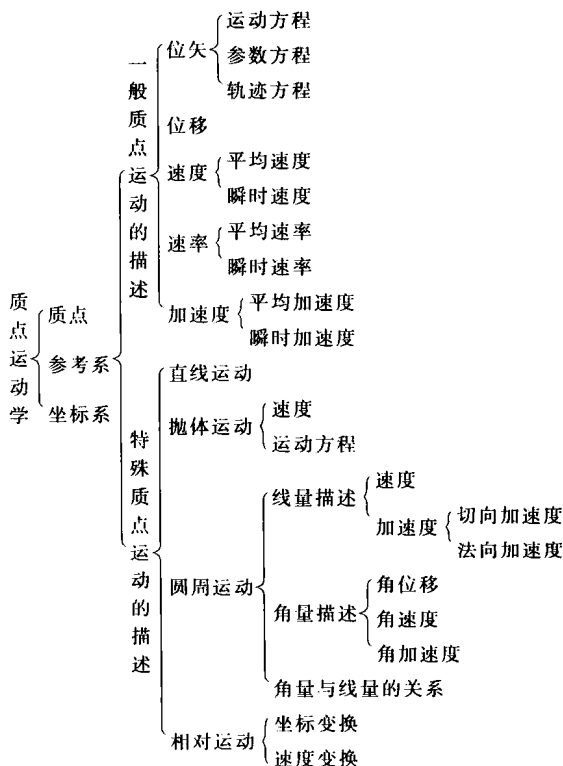 质点运动学
质点
参考系
坐标系
一般质点运动的描述
位矢
运动方程
参数方程
轨迹方程
位移
速度
平均速度
瞬时速度
速率
平均速率
瞬时速率
加速度
平均加速度
瞬时加速度
特殊质点运动的描述
直线运动
抛体运动
速度
运动方程
圆周运动
线量描述
速度
加速度
切向加速度
法向加速度
角量描述
角位移
角速度
角加速度
角量与线量的关系
相对运动
坐标变换
速度变换